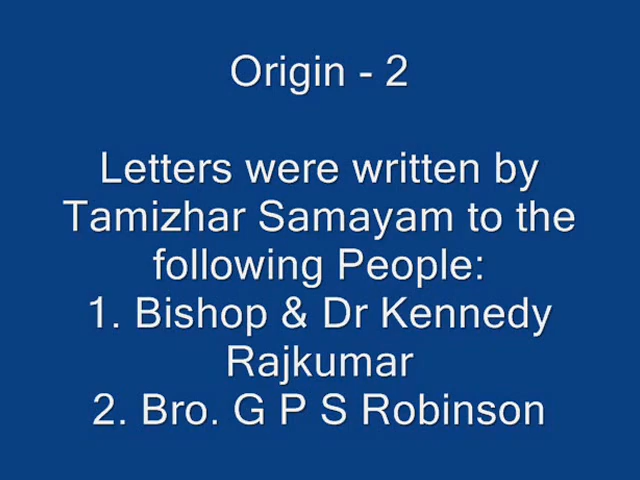 Origin - 2
Letters were written by
Tamizhar Samayam to the
following People:
1. Bishop & Dr Kennedy
Rajkumar
2. Bro. G P S Robinson